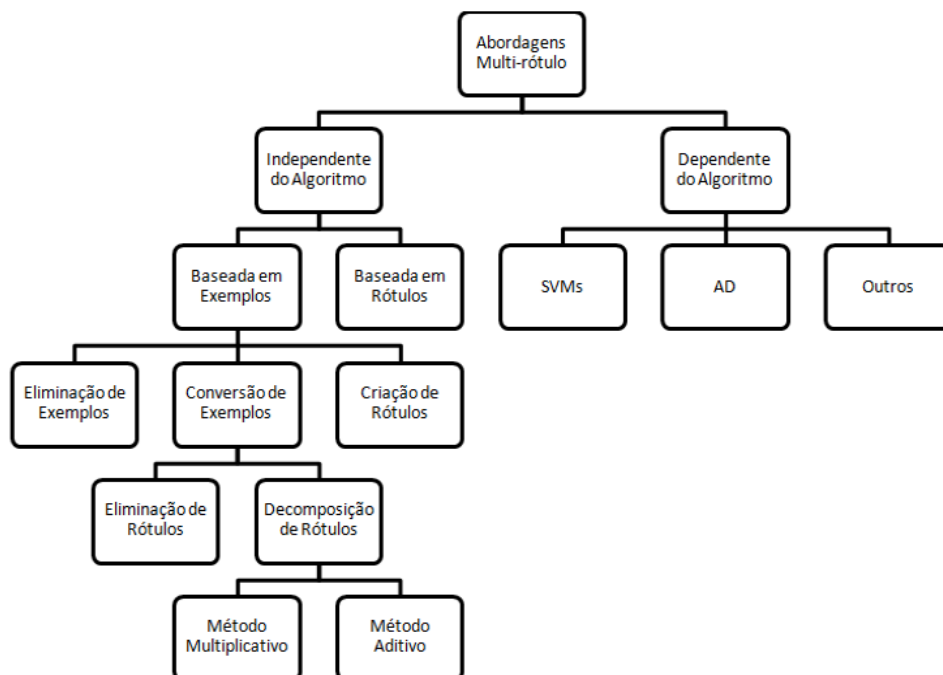 Abordagens
Multi-rótulo
Independente
do Algoritmo
Dependente
do Algoritmo
Baseada em
Exemplos
Baseada em
Rótulos
SVMs
AD
Outros
Eliminação de
Exemplos
Conversão de
Exemplos
Criação de
Rótulos
Eliminação de
Rótulos
Decomposição
de Rótulos
Método
Multiplicativo
Método
Aditivo